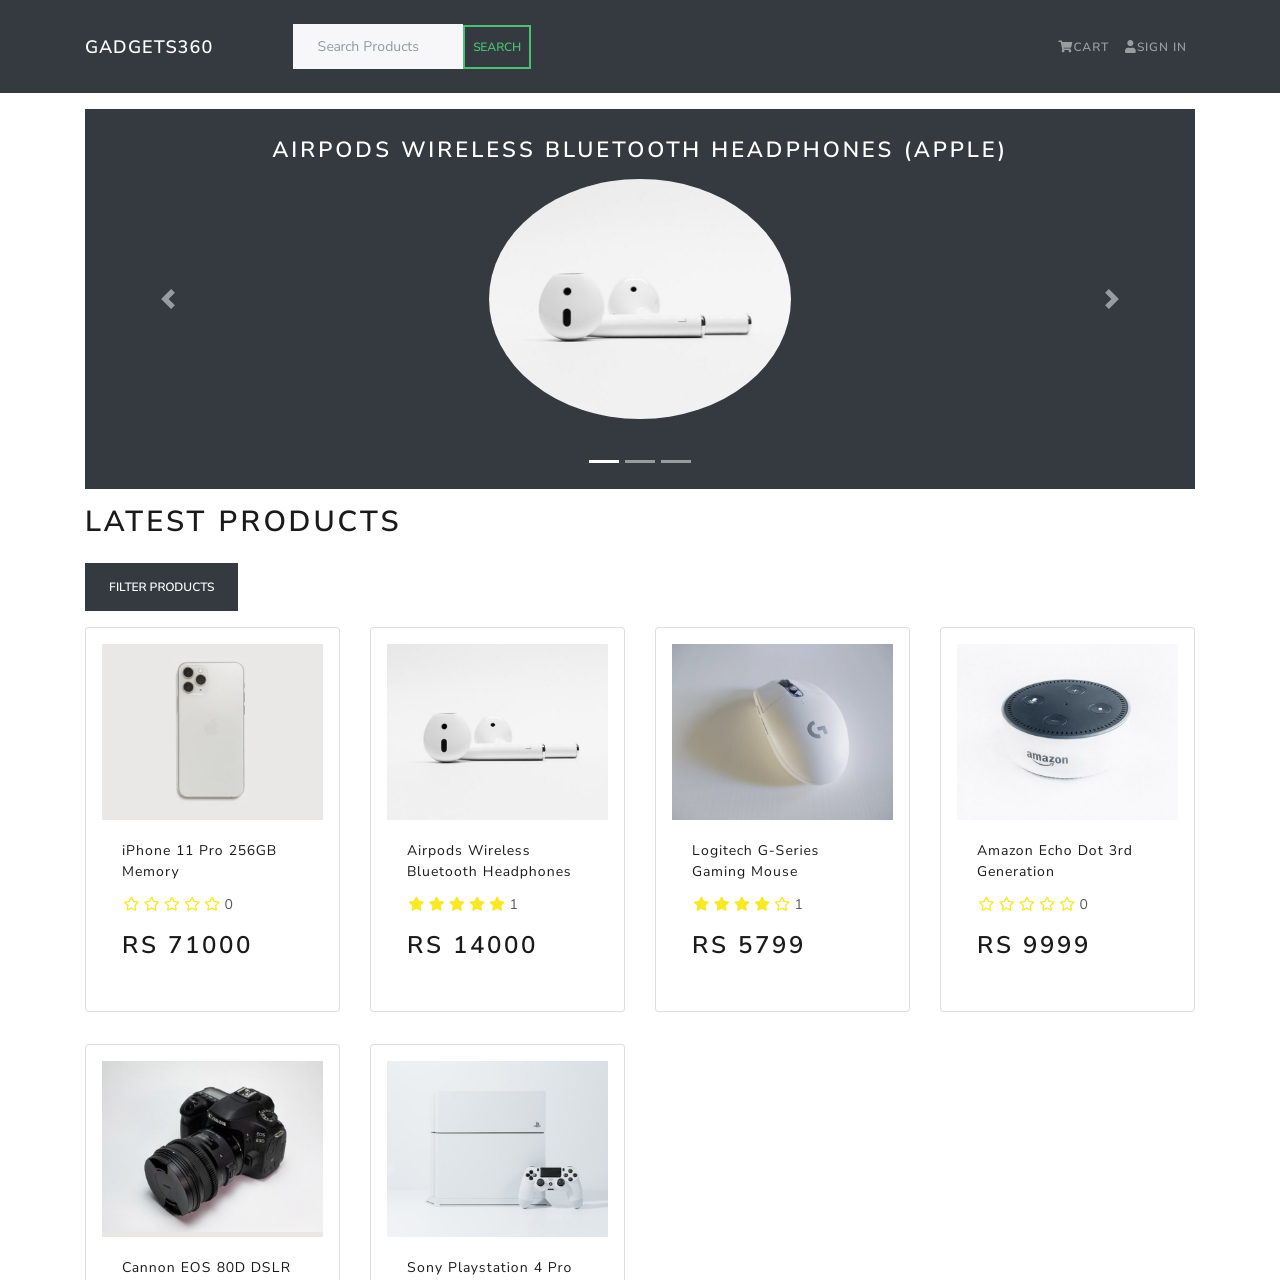 GADGETS360
Search Products
SEARCH
CART
SIGN IN
AIRPODS WIRELESS BLUETOOTH HEADPHONES (APPLE)
LATEST PRODUCTS
FILTER PRODUCTS
amazon
iPhone 11 Pro 256GB
Memory
0
RS 71000
Airpods Wireless
Bluetooth Headphones
1
RS 14000
Logitech G-Series
Gaming Mouse
1
RS 5799
Amazon Echo Dot 3rd
Generation
0
RS 9999
Cannon EOS 80D DSLR
Sony Playstation 4 Pro